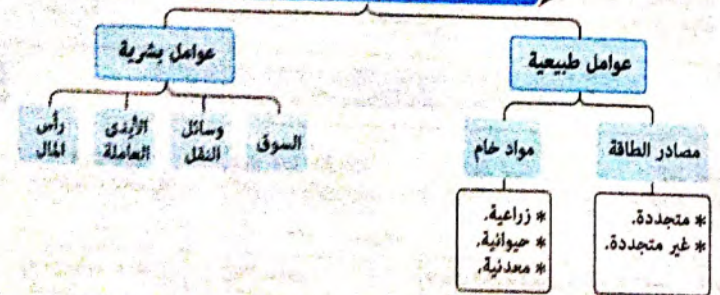 عوامل طبيعية
عوامل بشرية
مصادر الطاقة
مواد خام
السوق
وسائل
النقل
الأيدى
العاملة
رأس
المال
* متجددة.
* غير متجددة.
* زراعية.
* حيوانية.
* معدنية.